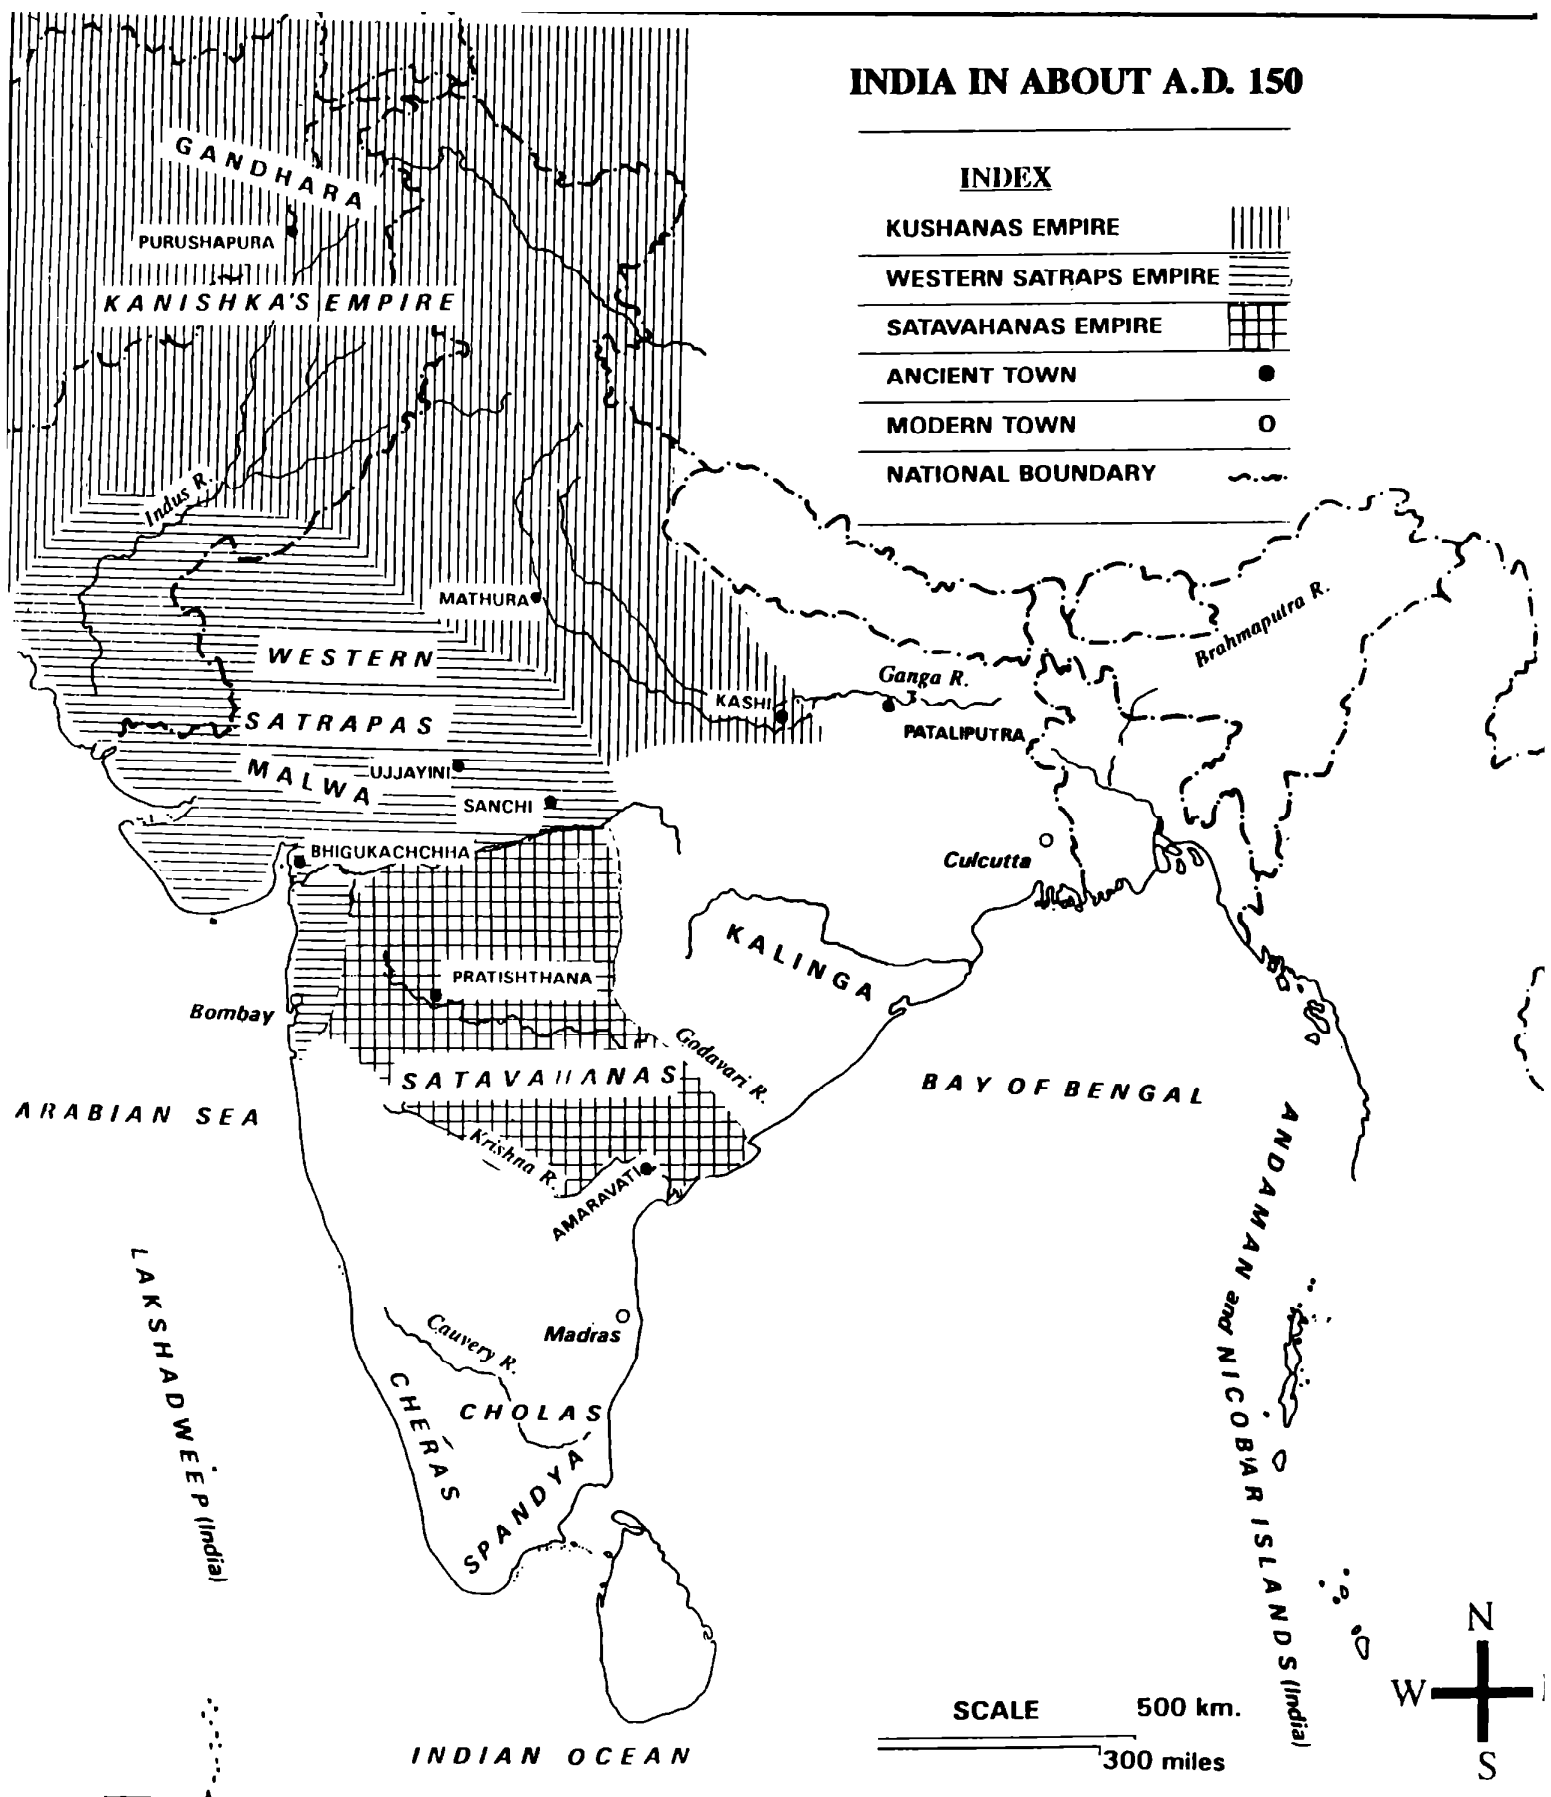 INDIA IN ABOUT A.D. 150
INDEX
KUSHANAS EMPIRE
WESTERN SATRAPS EMPIRE
SATAVAHANAS EMPIRE
ANCIENT TOWN
MODERN TOWN
NATIONAL BOUNDARY
GANDHARA
PURUSHAPURA
KANISHKA'S EMPIRE
Indus R.
MATHURA
WESTERN
SATRAPAS
MALWA
UJJAYINI
SANCHI
BHIGUKACHCHHA
KASHI
Ganga R.
PATALIPUTRA
Brahmaputra R.
Culcutta
KALINGA
PRATISHTHANA
Bombay
Godavari R.
SATAVAHANAS
Krishna R.
AMARAVATI
ARABIAN SEA
BAY OF BENGAL
LAKSHADWEEP (India)
ANDAMAN and NICOBAR ISLANDS (India)
Cauvery R.
Madras
CHERAS
CHOLAS
SPANDYA
INDIAN OCEAN
SCALE
500 km.
300 miles
N
W
S